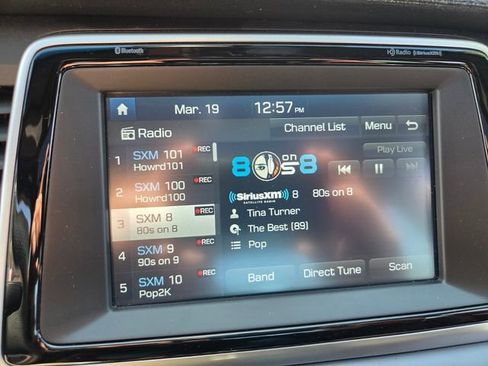 Bluetooth
HD Radio SiriusXM
Mar. 19 12:57 PM
Radio Channel List Menu
1 SXM 101 REC
Howrd101
2 SXM 100 REC
Howrd100
3 SXM 8 REC
80s on 8
4 SXM 9 REC
90s on 9
5 SXM 10 REC
Pop2K
80s on 8
Play Live
SiriusXM 8 80s on 8
SATELLITE RADIO
Tina Turner
The Best (89)
Pop
Band Direct Tune Scan